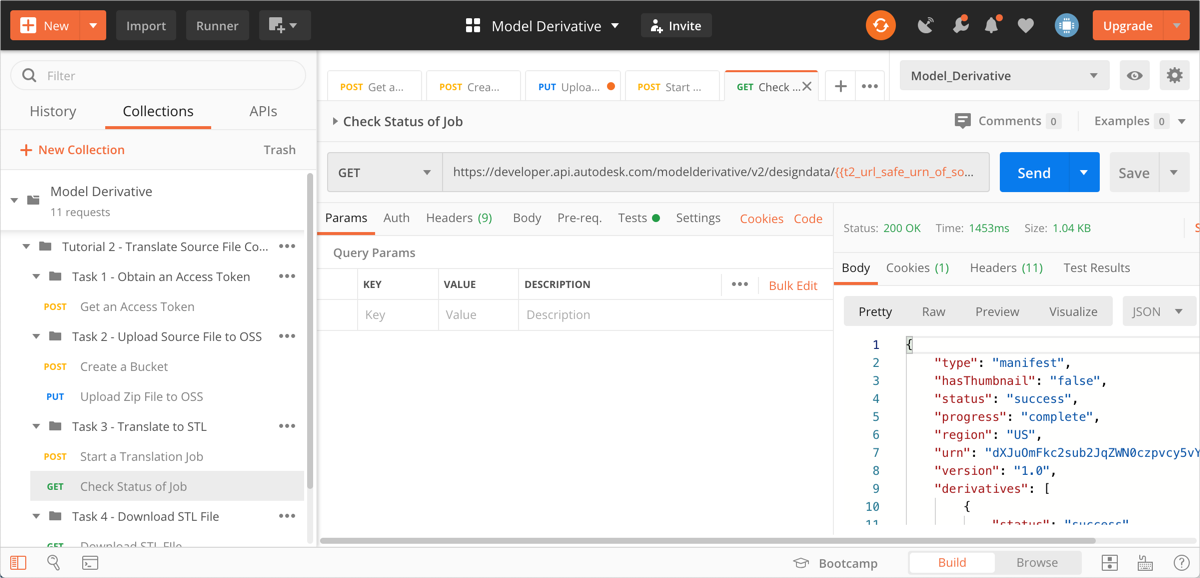 New Import Runner Model Derivative Invite Upgrade
Filter
History Collections APIs
New Collection Trash
Model Derivative
11 requests
Tutorial 2 - Translate Source File Co...
Task 1 - Obtain an Access Token
POST Get an Access Token
Task 2 - Upload Source File to OSS
POST Create a Bucket
PUT Upload Zip File to OSS
Task 3 - Translate to STL
POST Start a Translation Job
GET Check Status of Job
Task 4 - Download STL File
GET Download STL File
POST Get a... POST Crea... PUT Uploa... POST Start ... GET Check ...
Model_Derivative
Check Status of Job Comments 0 Examples 0
GET https://developer.api.autodesk.com/modelderivative/v2/designdata/{{t2_url_safe_urn_of_so... Send Save
Params Auth Headers (9) Body Pre-req. Tests Settings Cookies Code
Query Params
KEY VALUE DESCRIPTION Bulk Edit
Key Value Description
Status: 200 OK Time: 1453ms Size: 1.04 KB S
Body Cookies (1) Headers (11) Test Results
Pretty Raw Preview Visualize JSON
1 {
2 "type": "manifest",
3 "hasThumbnail": "false",
4 "status": "success",
5 "progress": "complete",
6 "region": "US",
7 "urn": "dXJuOmFkc2sub2JqZWN0czpvcy5vY
8 "version": "1.0",
9 "derivatives": [
10 {
11 "status": "success"
Bootcamp Build Browse